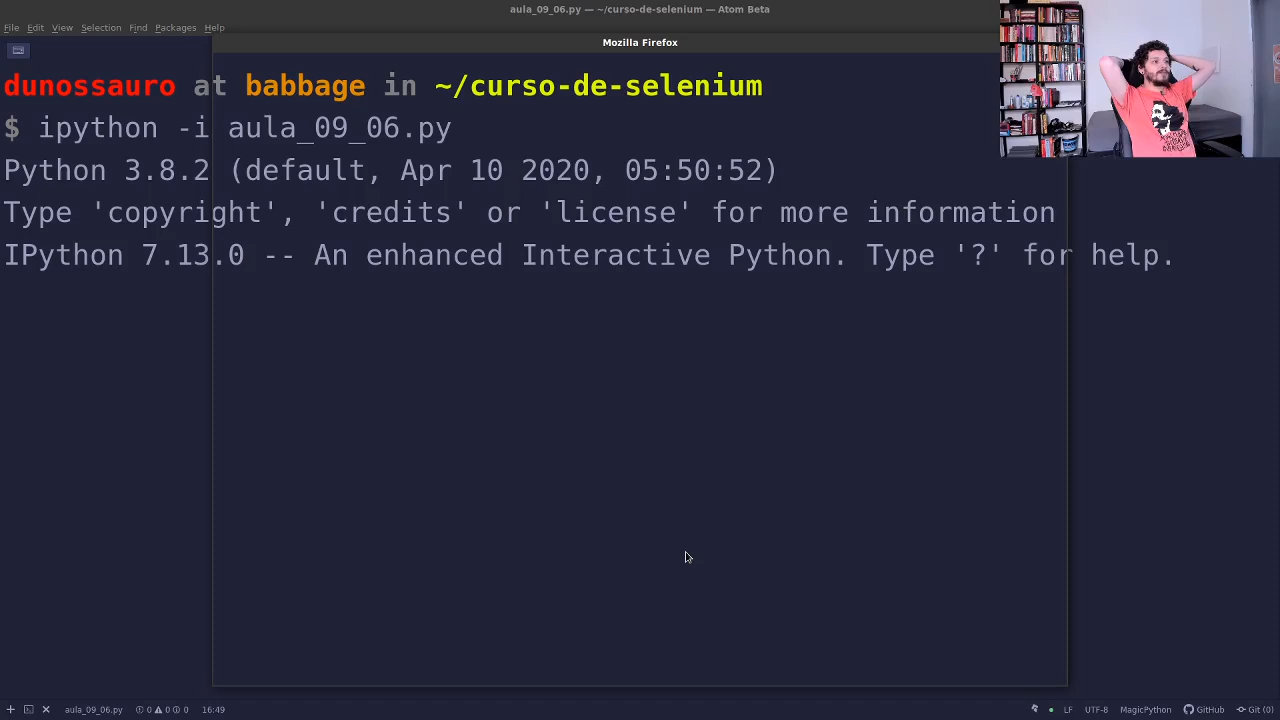 aula_09_06.py — ~/curso-de-selenium — Atom Beta
File Edit View Selection Find Packages Help
Mozilla Firefox
dunossauro at babbage in ~/curso-de-selenium
$ ipython -i aula_09_06.py
Python 3.8.2 (default, Apr 10 2020, 05:50:52)
Type 'copyright', 'credits' or 'license' for more information
IPython 7.13.0 -- An enhanced Interactive Python. Type '?' for help.
aula_09_06.py 0 0 0 16:49 LF UTF-8 MagicPython GitHub Git (0)